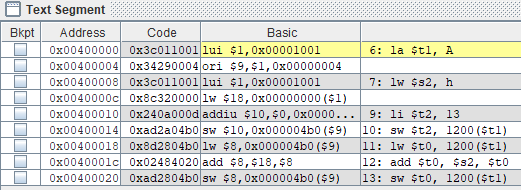 Text Segment
Bkpt Address Code Basic
0x00400000 0x3c011001 lui $1,0x00001001 6: la $t1, A
0x00400004 0x34290004 ori $9,$1,0x00000004
0x00400008 0x3c011001 lui $1,0x00001001 7: lw $s2, h
0x0040000c 0x8c320000 lw $18,0x00000000($1)
0x00400010 0x240a000d addiu $10,$0,0x0000... 9: li $t2, 13
0x00400014 0xad2a04b0 sw $10,0x000004b0($9) 10: sw $t2, 1200($t1)
0x00400018 0x8d2804b0 lw $8,0x000004b0($9) 11: lw $t0, 1200($t1)
0x0040001c 0x02484020 add $8,$18,$8 12: add $t0, $s2, $t0
0x00400020 0xad2804b0 sw $8,0x000004b0($9) 13: sw $t0, 1200($t1)